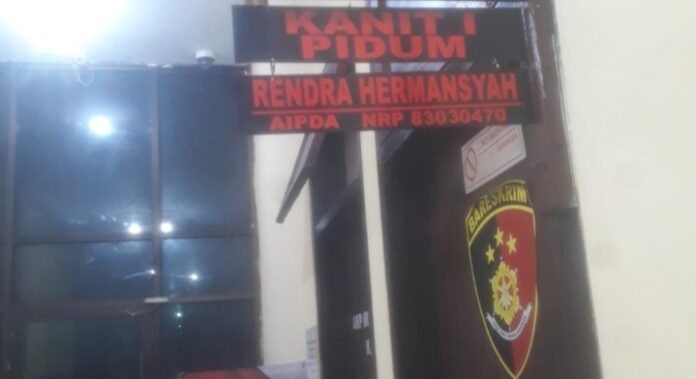 KANIT I
PIDUM
RENDRA HERMANSYAH
AIPDA NRP 83030470
BARESKRIM